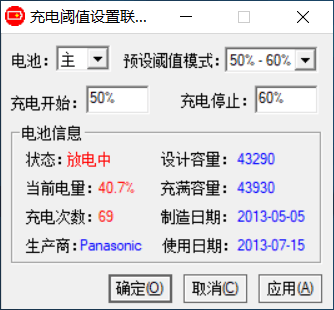 充电阈值设置联...
电池：主 预设阈值模式：50% - 60%
充电开始：50% 充电停止：60%
电池信息
状态：放电中 设计容量：43290
当前电量：40.7% 充满容量：43930
充电次数：69 制造日期：2013-05-05
生产商：Panasonic 使用日期：2013-07-15
确定(O) 取消(C) 应用(A)